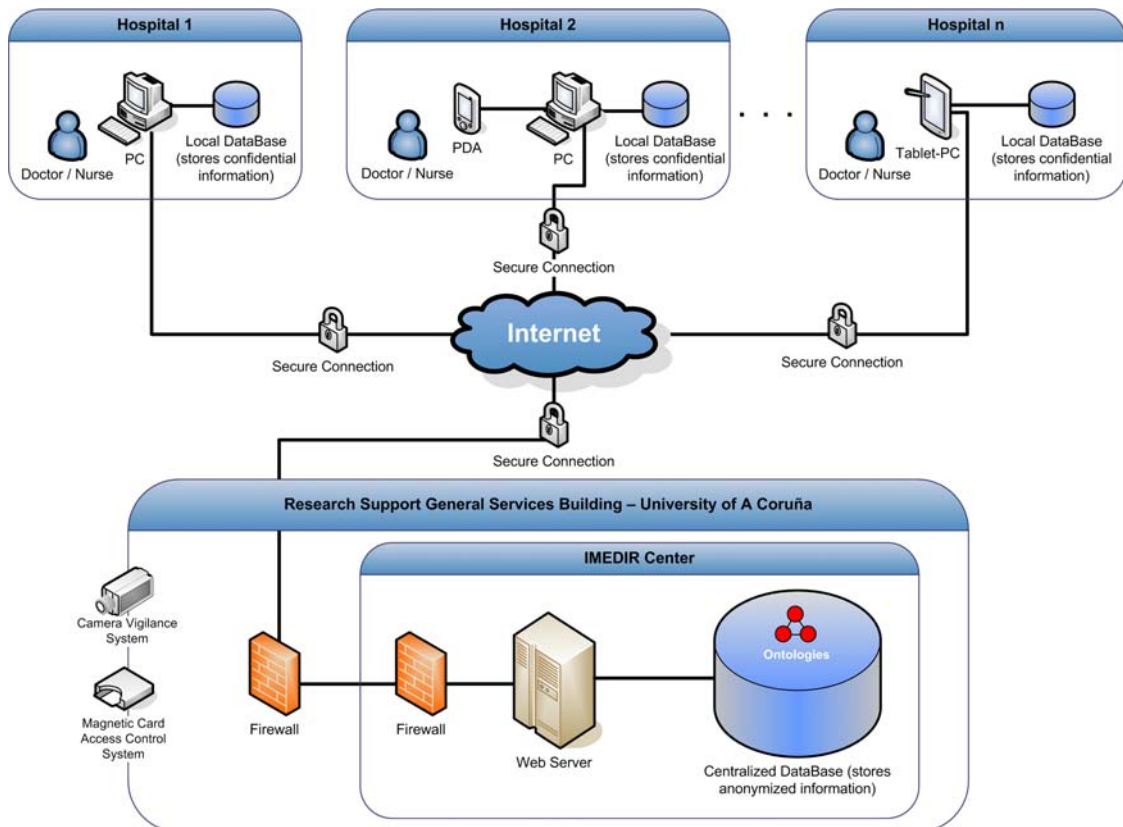 Hospital 1
PC
Doctor / Nurse
Local DataBase
(stores confidential
information)
Hospital 2
PDA
Doctor / Nurse
PC
Local DataBase
(stores confidential
information)
. . .
Hospital n
Tablet-PC
Doctor / Nurse
Local DataBase
(stores confidential
information)
Secure Connection
Internet
Secure Connection
Secure Connection
Secure Connection
Research Support General Services Building – University of A Coruña
IMEDIR Center
Camera Vigilance
System
Magnetic Card
Access Control
System
Firewall
Firewall
Web Server
Ontologies
Centralized DataBase (stores
anonymized information)